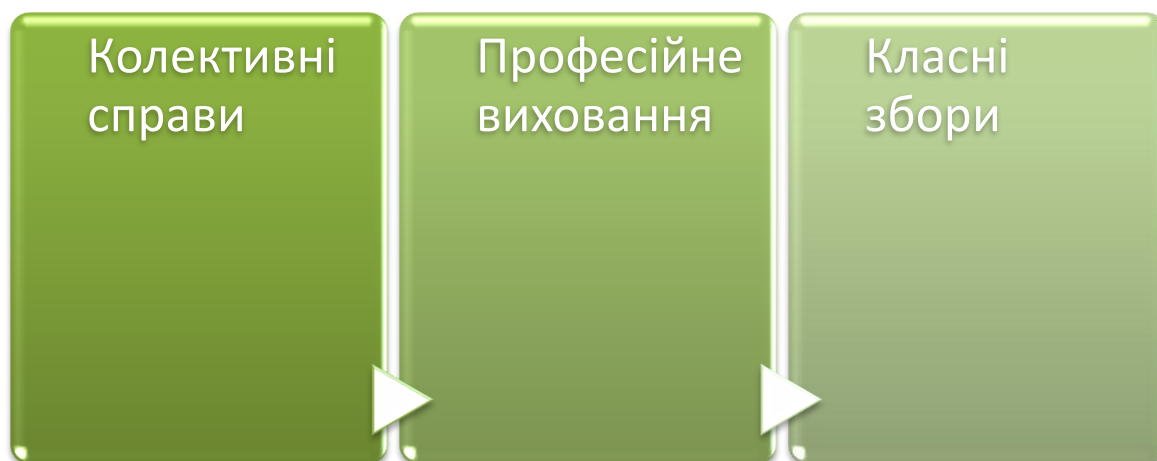 Колективні
справи
Професійне
виховання
Класні
збори